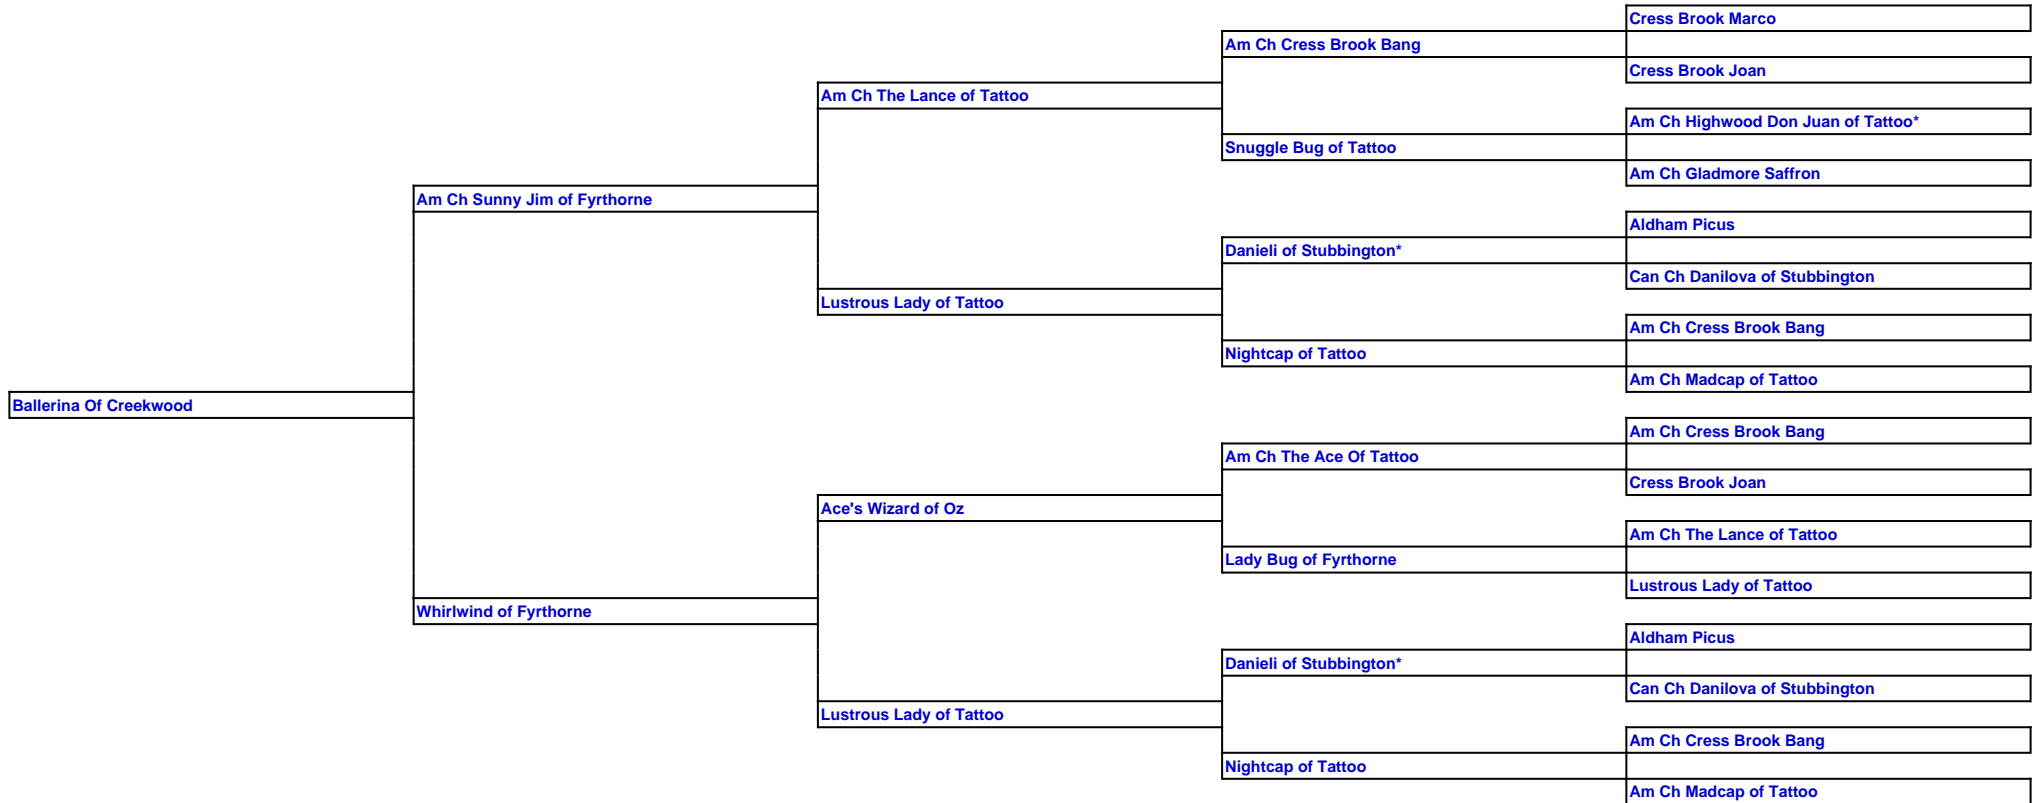 Cress Brook Marco
Am Ch Cress Brook Bang
Cress Brook Joan
Am Ch The Lance of Tattoo
Am Ch Highwood Don Juan of Tattoo*
Snuggle Bug of Tattoo
Am Ch Gladmore Saffron
Am Ch Sunny Jim of Fyrthorne
Aldham Picus
Danieli of Stubbington*
Can Ch Danilova of Stubbington
Lustrous Lady of Tattoo
Am Ch Cress Brook Bang
Nightcap of Tattoo
Am Ch Madcap of Tattoo
Ballerina Of Creekwood
Am Ch Cress Brook Bang
Am Ch The Ace Of Tattoo
Cress Brook Joan
Ace's Wizard of Oz
Am Ch The Lance of Tattoo
Lady Bug of Fyrthorne
Lustrous Lady of Tattoo
Whirlwind of Fyrthorne
Aldham Picus
Danieli of Stubbington*
Can Ch Danilova of Stubbington
Lustrous Lady of Tattoo
Am Ch Cress Brook Bang
Nightcap of Tattoo
Am Ch Madcap of Tattoo